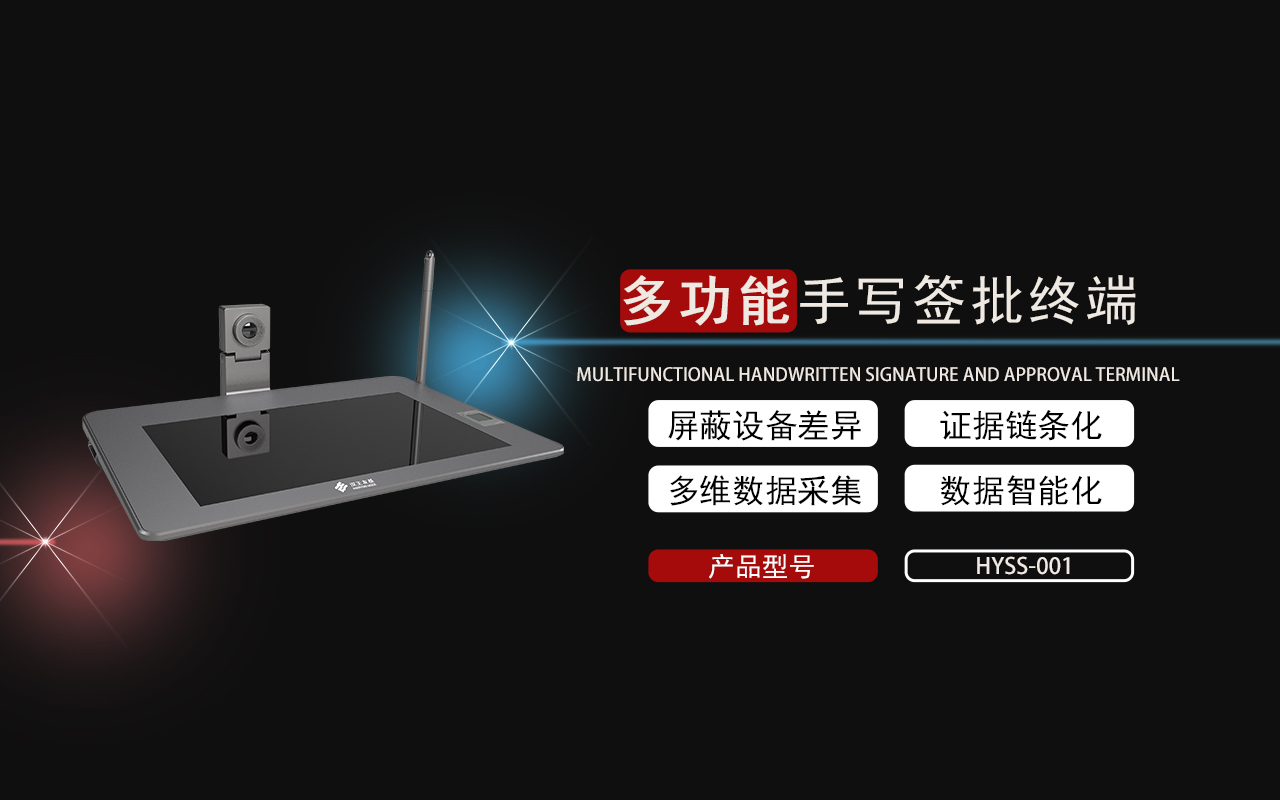 多功能手写签批终端
MULTIFUNCTIONAL HANDWRITTEN SIGNATURE AND APPROVAL TERMINAL
屏蔽设备差异 证据链条化
多维数据采集 数据智能化
产品型号 HYSS-001